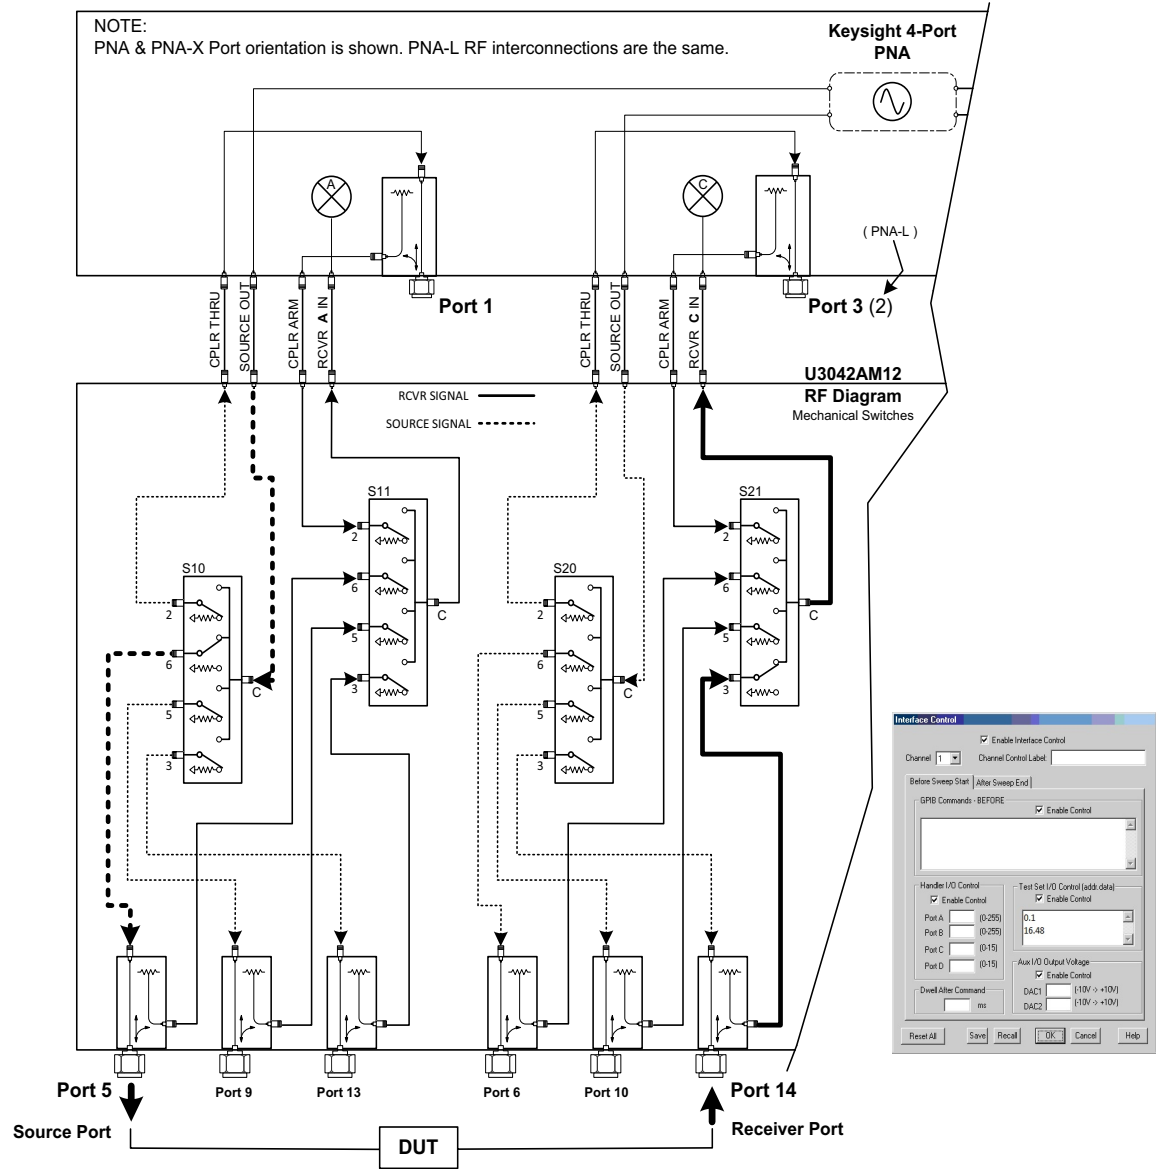 NOTE:
PNA & PNA-X Port orientation is shown. PNA-L RF interconnections are the same.
Keysight 4-Port
PNA
A
C
( PNA-L )
Port 1
Port 3 (2)
CPLR THRU
SOURCE OUT
CPLR ARM
RCVR A IN
CPLR THRU
SOURCE OUT
CPLR ARM
RCVR C IN
U3042AM12
RF Diagram
Mechanical Switches
RCVR SIGNAL
SOURCE SIGNAL
S10
2
6
5
3
C
S11
2
6
5
3
C
S20
2
6
5
3
C
S21
2
6
5
3
C
Port 5
Port 9
Port 13
Port 6
Port 10
Port 14
Source Port
DUT
Receiver Port
Interface Control
Enable Interface Control
Channel 1
Channel Control Label:
Before Sweep Start
After Sweep End
GPIB Commands - BEFORE
Enable Control
Handler I/O Control
Enable Control
Port A (0-255)
Port B (0-255)
Port C (0-15)
Port D (0-15)
Test Set I/O Control (addr.data)
Enable Control
0.1
16.48
Aux I/O Output Voltage
Enable Control
DAC1 (-10V -> +10V)
DAC2 (-10V -> +10V)
Dwell After Command
ms
Reset All
Save
Recall
OK
Cancel
Help